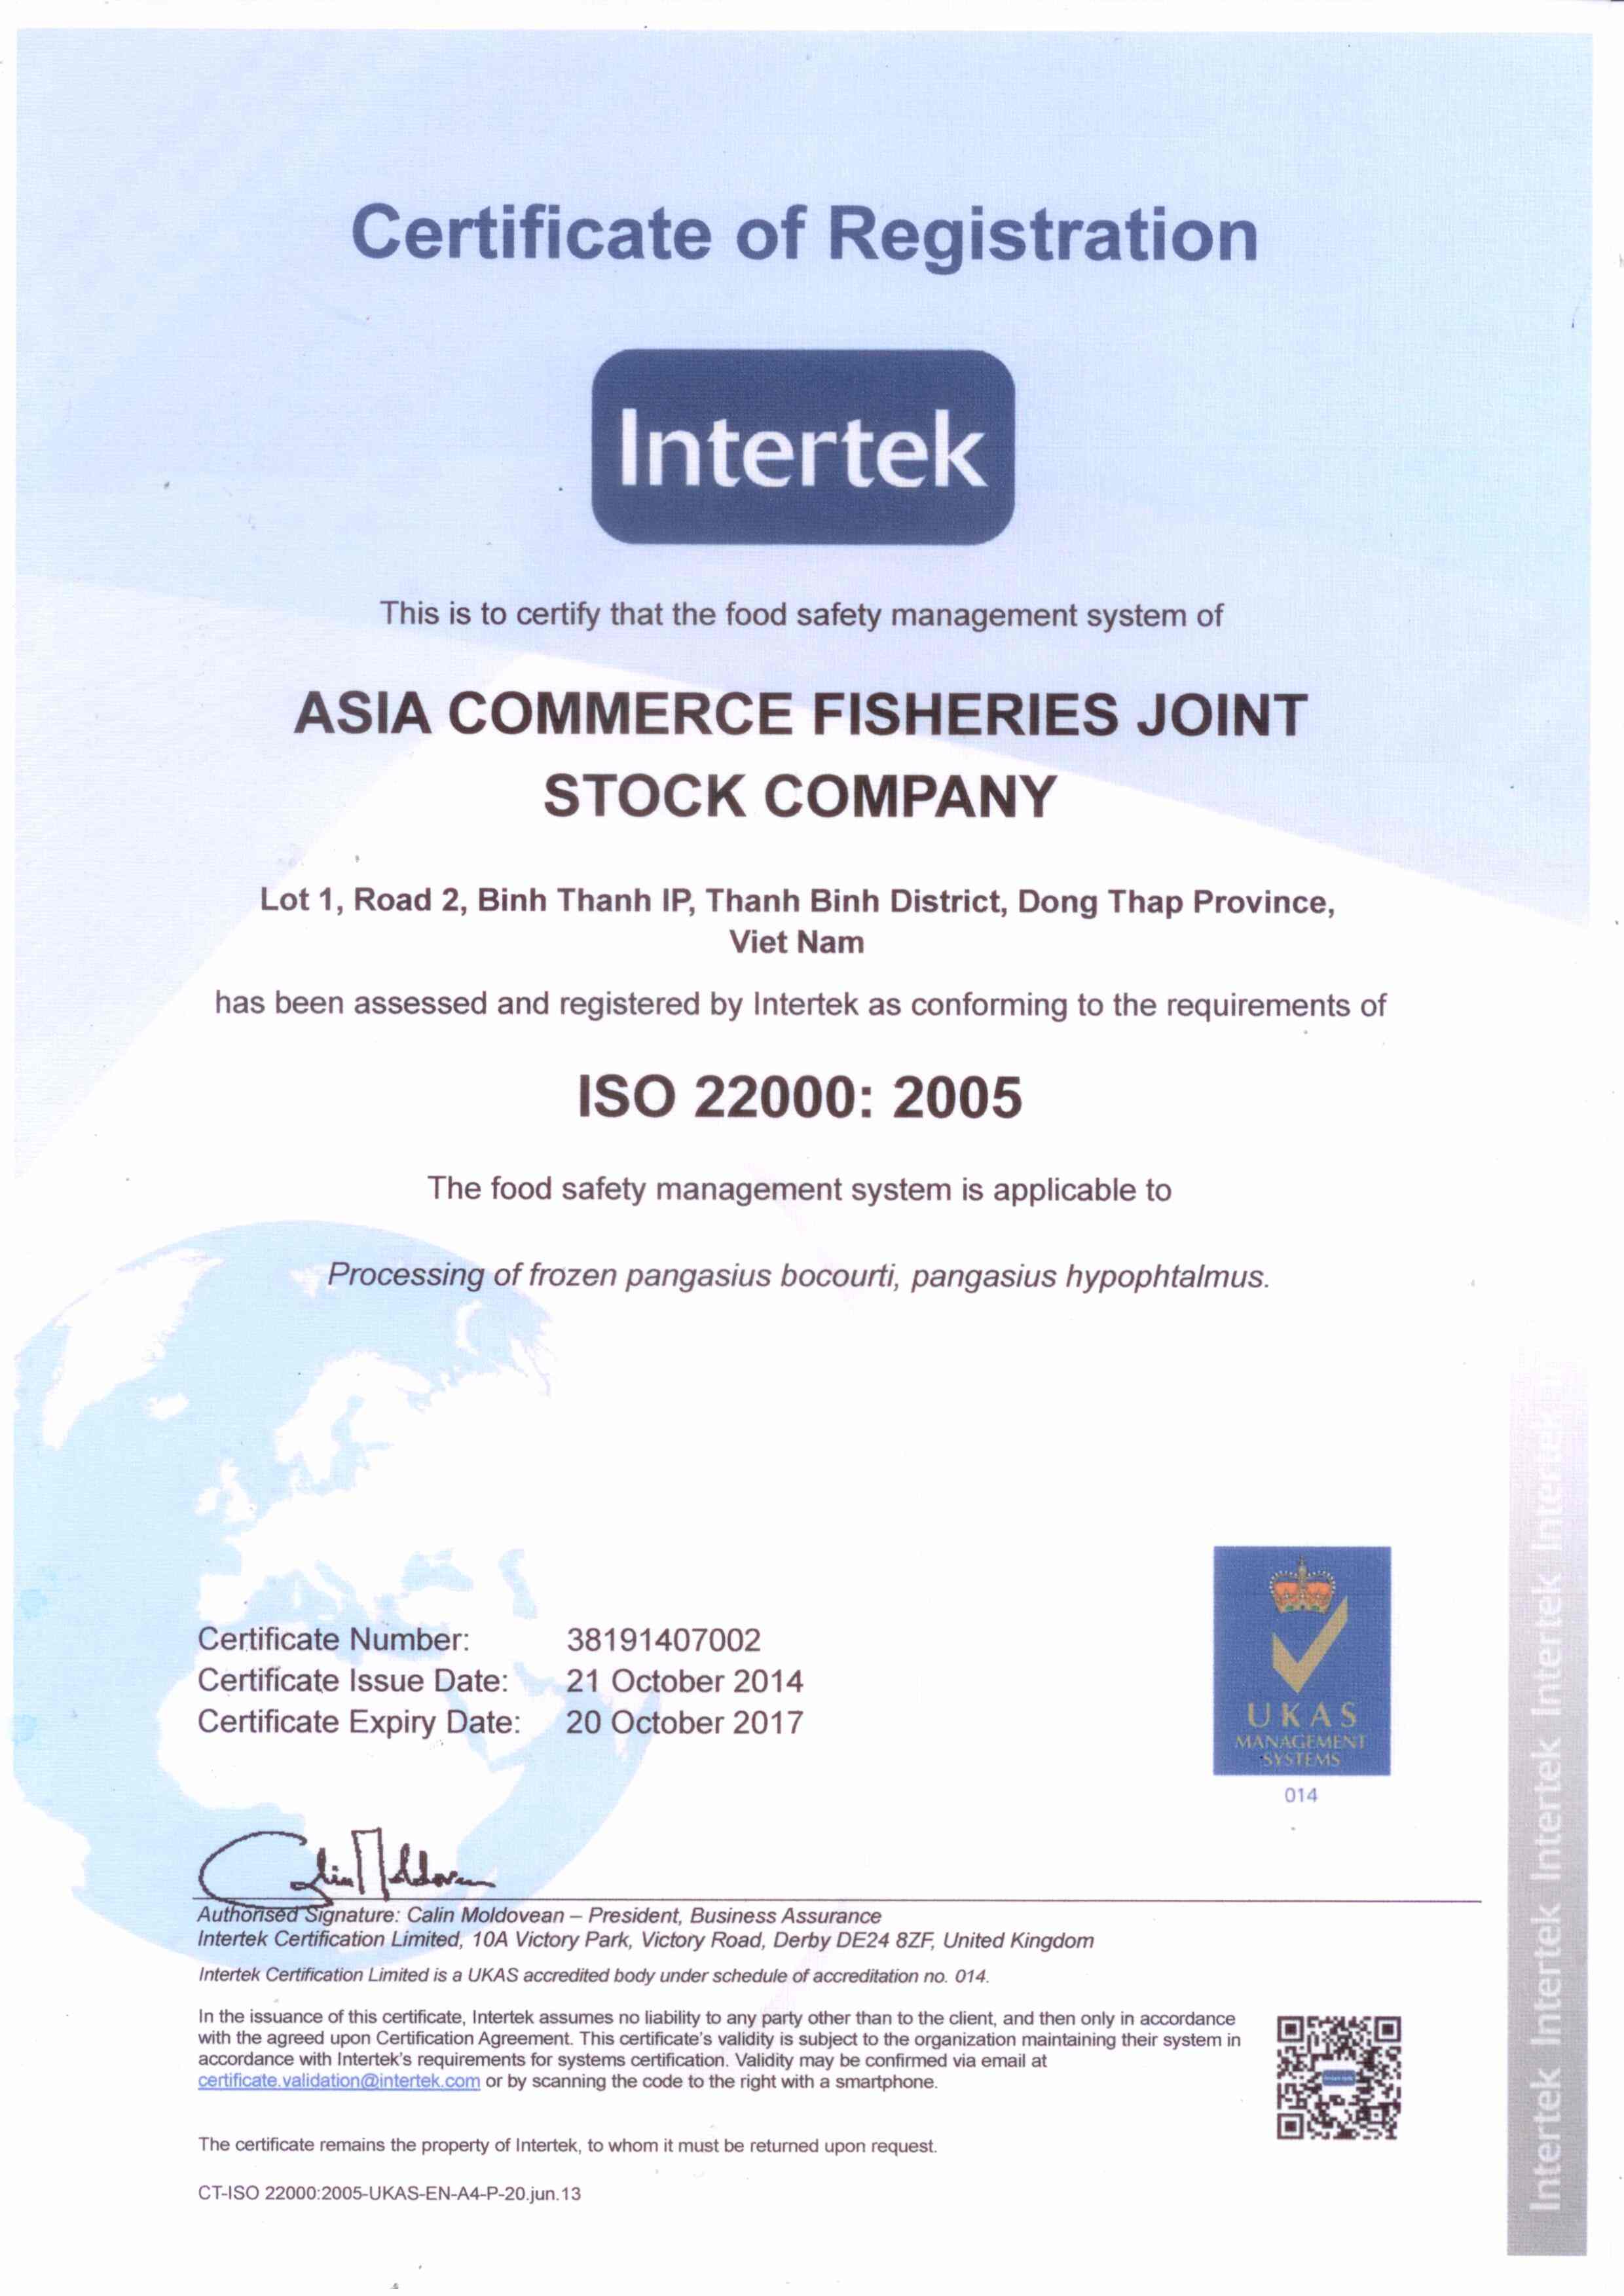 Certificate of Registration
Intertek
This is to certify that the food safety management system of
ASIA COMMERCE FISHERIES JOINT
STOCK COMPANY
Lot 1, Road 2, Binh Thanh IP, Thanh Binh District, Dong Thap Province,
Viet Nam
has been assessed and registered by Intertek as conforming to the requirements of
ISO 22000: 2005
The food safety management system is applicable to
Processing of frozen pangasius bocourti, pangasius hypophtalmus.
Certificate Number: 38191407002
Certificate Issue Date: 21 October 2014
Certificate Expiry Date: 20 October 2017
UKAS
MANAGEMENT
SYSTEMS
014
Calin Moldovean
Authorised Signature: Calin Moldovean – President, Business Assurance
Intertek Certification Limited, 10A Victory Park, Victory Road, Derby DE24 8ZF, United Kingdom
Intertek Certification Limited is a UKAS accredited body under schedule of accreditation no. 014.
In the issuance of this certificate, Intertek assumes no liability to any party other than to the client, and then only in accordance
with the agreed upon Certification Agreement. This certificate's validity is subject to the organization maintaining their system in
accordance with Intertek's requirements for systems certification. Validity may be confirmed via email at
certificate.validation@intertek.com or by scanning the code to the right with a smartphone.
The certificate remains the property of Intertek, to whom it must be returned upon request.
CT-ISO 22000:2005-UKAS-EN-A4-P-20.jun.13
Intertek Intertek Intertek Intertek Intertek